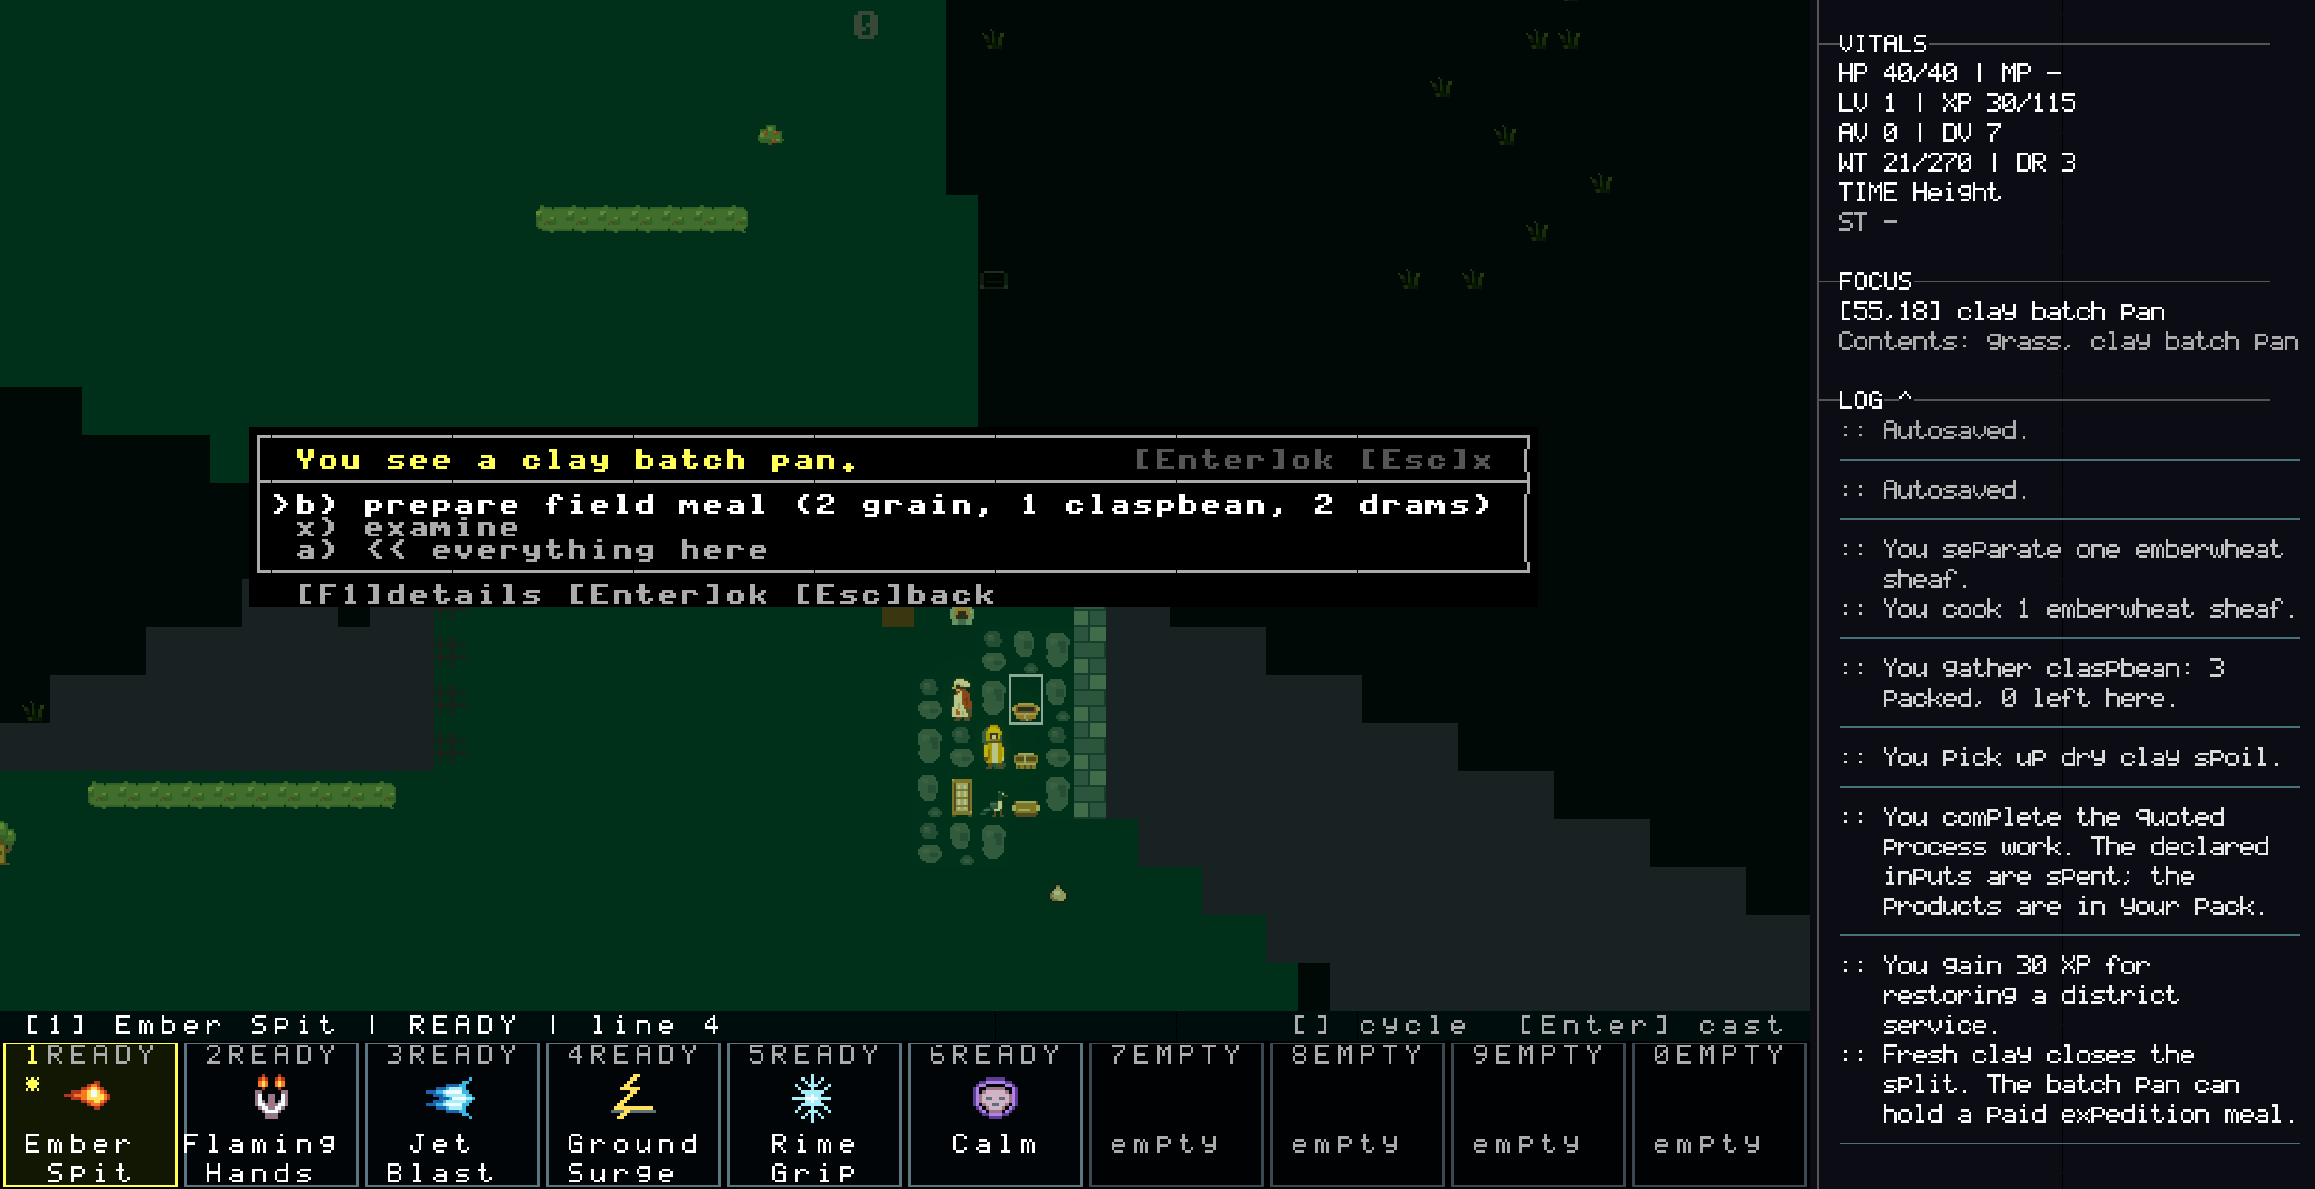 0
VITALS
HP 40/40 | MP -
LV 1 | XP 30/115
AV 0 | DV 7
WT 21/270 | DR 3
TIME Height
ST -
FOCUS
[55,18] clay batch pan
Contents: grass, clay batch pan
LOG ^
:: Autosaved.
:: Autosaved.
:: You separate one emberwheat
sheaf.
:: You cook 1 emberwheat sheaf.
:: You gather claspbean: 3
packed, 0 left here.
:: You pick up dry clay spoil.
:: You complete the quoted
process work. The declared
inputs are spent; the
products are in your pack.
:: You gain 30 XP for
restoring a district
service.
:: Fresh clay closes the
split. The batch pan can
hold a paid expedition meal.
You see a clay batch pan. [Enter]ok [Esc]x
>b) prepare field meal (2 grain, 1 claspbean, 2 drams)
x) examine
a) << everything here
[F1]details [Enter]ok [Esc]back
[1] Ember Spit | READY | line 4 [] cycle [Enter] cast
1READY 2READY 3READY 4READY 5READY 6READY 7EMPTY 8EMPTY 9EMPTY 0EMPTY
*
Ember Flaming Jet Ground Rime Calm empty empty empty empty
Spit Hands Blast Surge Grip